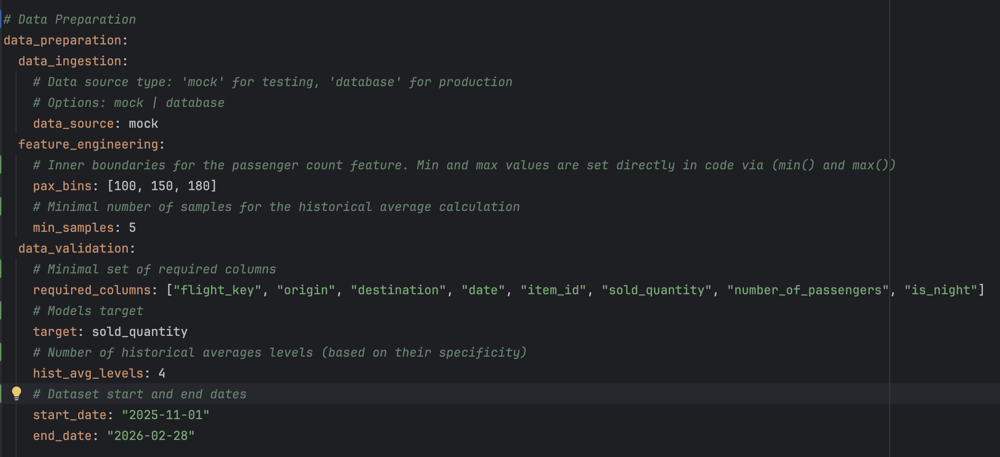 # Data Preparation
data_preparation:
  data_ingestion:
    # Data source type: 'mock' for testing, 'database' for production
    # Options: mock | database
    data_source: mock
  feature_engineering:
    # Inner boundaries for the passenger count feature. Min and max values are set directly in code via (min() and max())
    pax_bins: [100, 150, 180]
    # Minimal number of samples for the historical average calculation
    min_samples: 5
  data_validation:
    # Minimal set of required columns
    required_columns: ["flight_key", "origin", "destination", "date", "item_id", "sold_quantity", "number_of_passengers", "is_night"]
    # Models target
    target: sold_quantity
    # Number of historical averages levels (based on their specificity)
    hist_avg_levels: 4
    # Dataset start and end dates
    start_date: "2025-11-01"
    end_date: "2026-02-28"